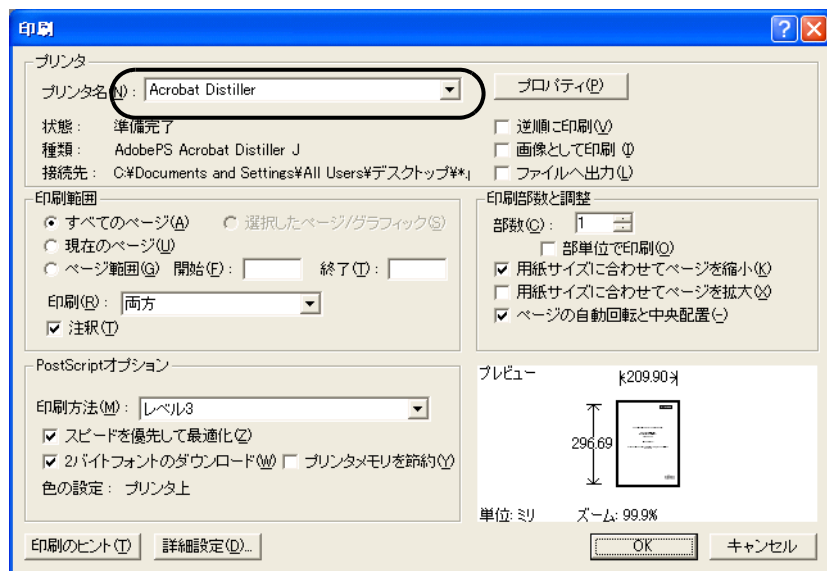 印刷
プリンタ
プリンタ名(N): Acrobat Distiller プロパティ(P)
状態: 準備完了 逆順に印刷(V)
種類: AdobePS Acrobat Distiller J 画像として印刷(I)
接続先: C:¥Documents and Settings¥All Users¥デスクトップ¥*. ファイルへ出力(L)
印刷範囲
すべてのページ(A) 選択したページ/グラフィック(S)
現在のページ(U)
ページ範囲(G) 開始(F): 終了(T):
印刷(R): 両方
注釈(T)
印刷部数と調整
部数(C): 1
部単位で印刷(O)
用紙サイズに合わせてページを縮小(K)
用紙サイズに合わせてページを拡大(X)
ページの自動回転と中央配置(-)
PostScriptオプション
印刷方法(M): レベル3
スピードを優先して最適化(Z)
2バイトフォントのダウンロード(W) プリンタメモリを節約(Y)
色の設定: プリンタ上
プレビュー
209.90
296.69
単位: ミリ ズーム: 99.9%
印刷のヒント(T) 詳細設定(D)... OK キャンセル